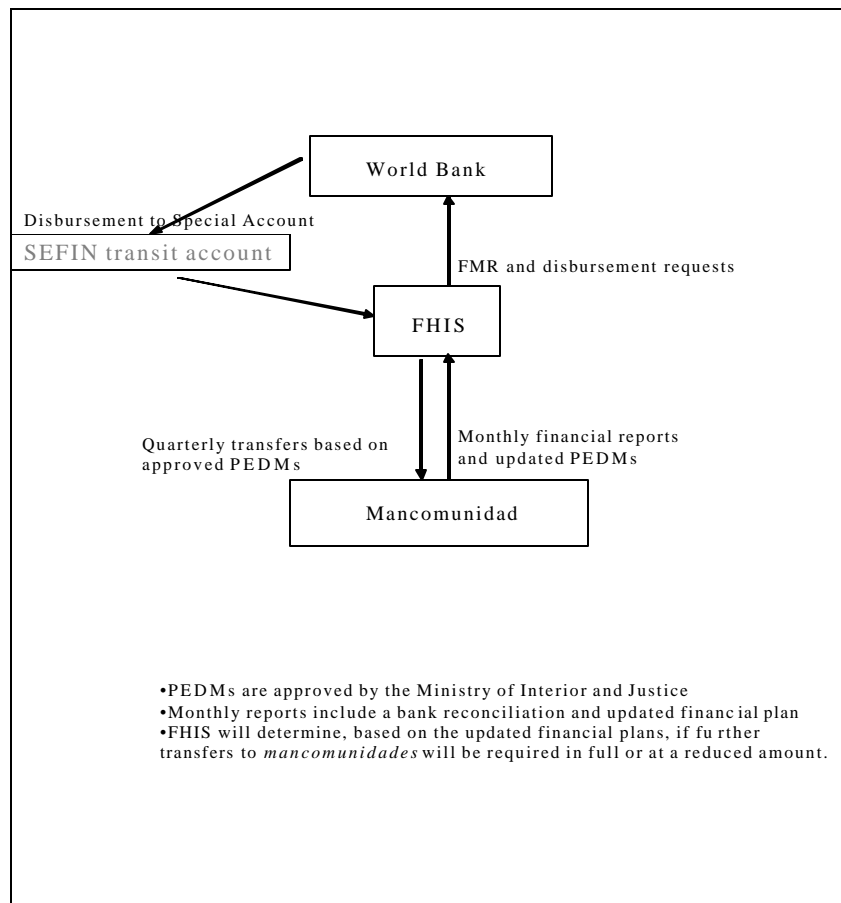 World Bank
Disbursement to Special Account
SEFIN transit account
FMR and disbursement requests
FHIS
Quarterly transfers based on
approved PEDMs
Monthly financial reports
and updated PEDMs
Mancomunidad
•PEDMs are approved by the Ministry of Interior and Justice
•Monthly reports include a bank reconciliation and updated financial plan
•FHIS will determine, based on the updated financial plans, if fu rther
transfers to mancomunidades will be required in full or at a reduced amount.